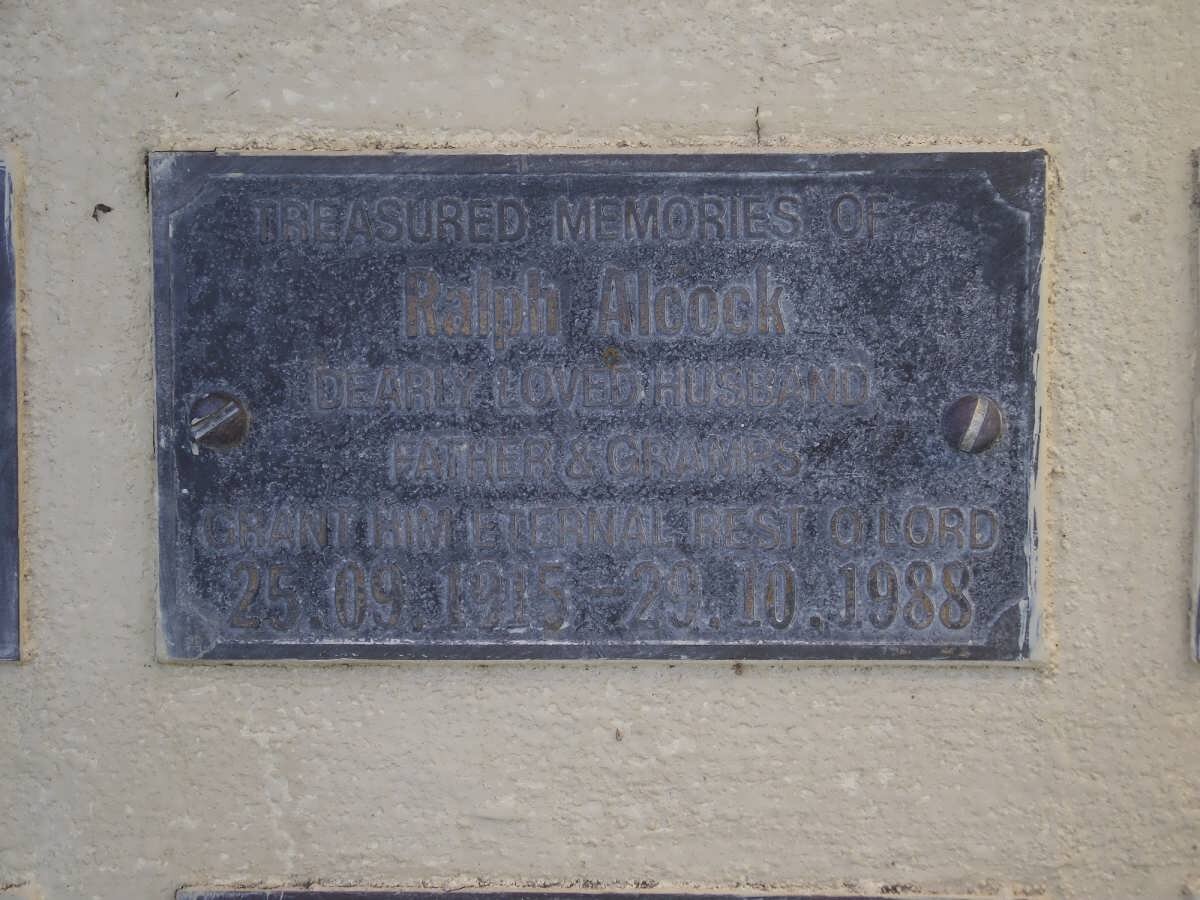 TREASURED MEMORIES OF
Ralph Alcock
DEARLY LOVED HUSBAND
FATHER & GRAMPS
GRANT HIM ETERNAL REST O LORD
25.09.1915 - 29.10.1988